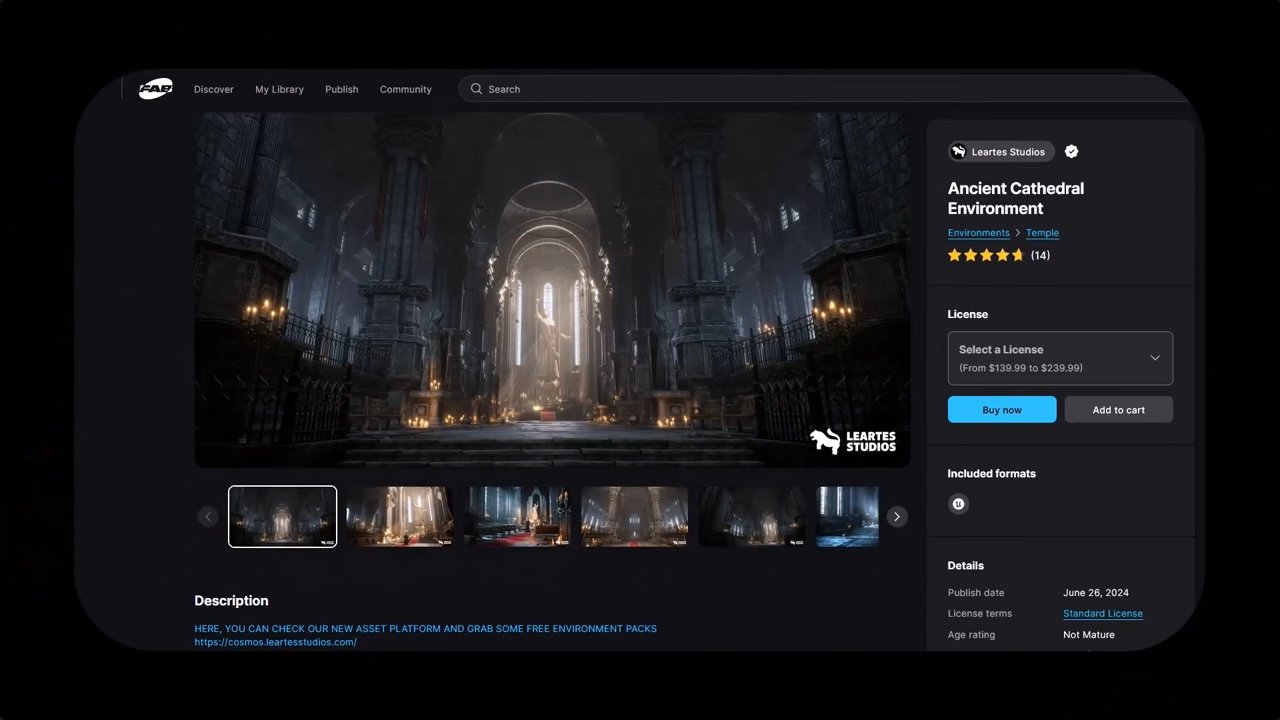 FAB
Discover
My Library
Publish
Community
Search
LEARTES
STUDIOS
Description
HERE, YOU CAN CHECK OUR NEW ASSET PLATFORM AND GRAB SOME FREE ENVIRONMENT PACKS
https://cosmos.leartesstudios.com/
Leartes Studios
Ancient Cathedral
Environment
Environments > Temple
(14)
License
Select a License
(From $139.99 to $239.99)
Buy now
Add to cart
Included formats
Details
Publish date June 26, 2024
License terms Standard License
Age rating Not Mature